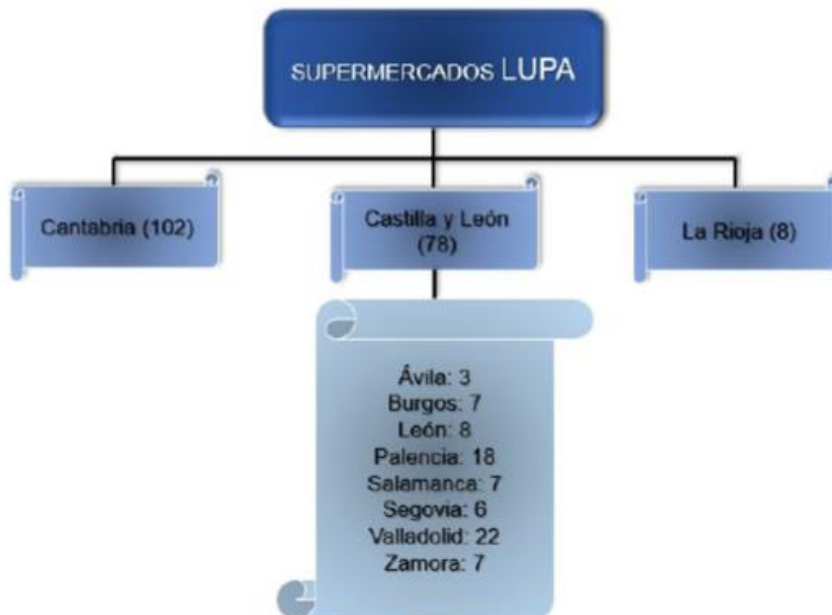 SUPERMERCADOS LUPA
Cantabria (102)
Castilla y León
(78)
La Rioja (8)
Ávila: 3
Burgos: 7
León: 8
Palencia: 18
Salamanca: 7
Segovia: 6
Valladolid: 22
Zamora: 7